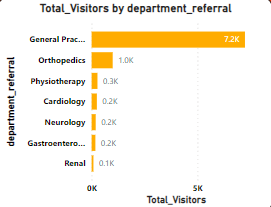 Total_Visitors by department_referral
General Prac... 7.2K
Orthopedics 1.0K
Physiotherapy 0.3K
Cardiology 0.2K
Neurology 0.2K
Gastroentero... 0.2K
Renal 0.1K
department_referral
0K 5K
Total_Visitors